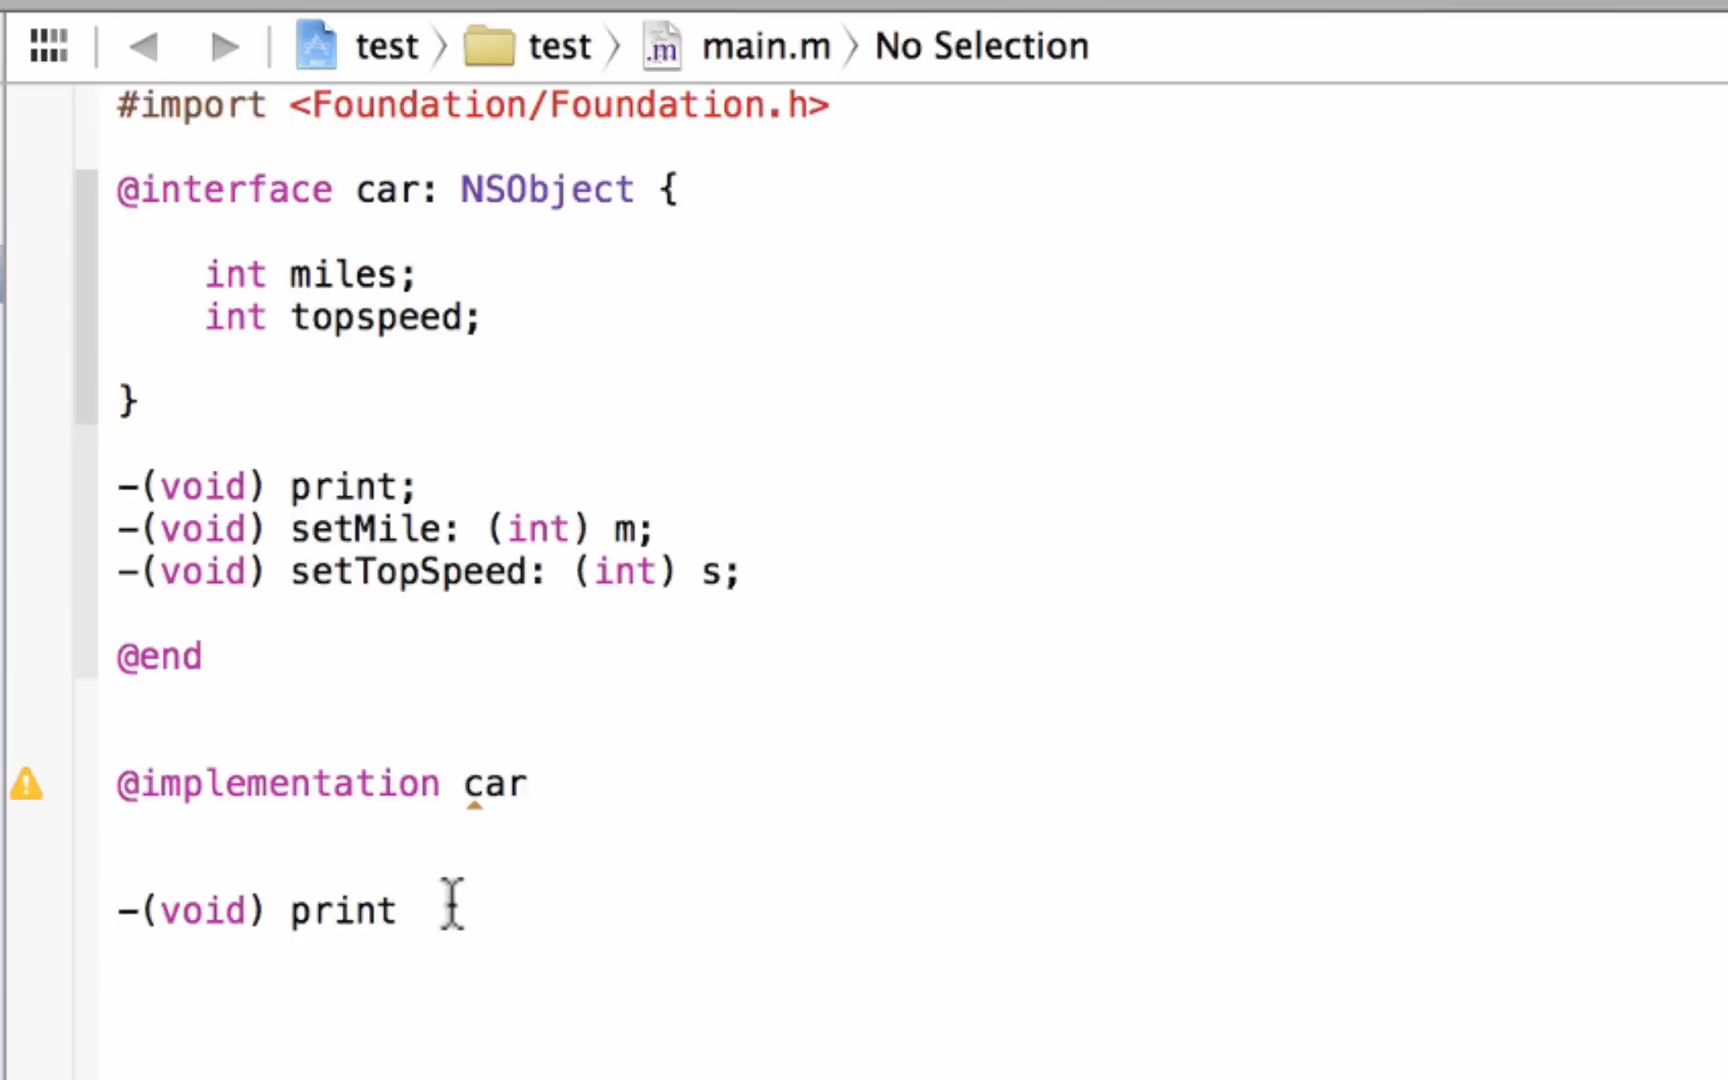 test test .m main.m No Selection
#import <Foundation/Foundation.h>
@interface car: NSObject {
int miles;
int topspeed;
}
-(void) print;
-(void) setMile: (int) m;
-(void) setTopSpeed: (int) s;
@end
@implementation car
-(void) print